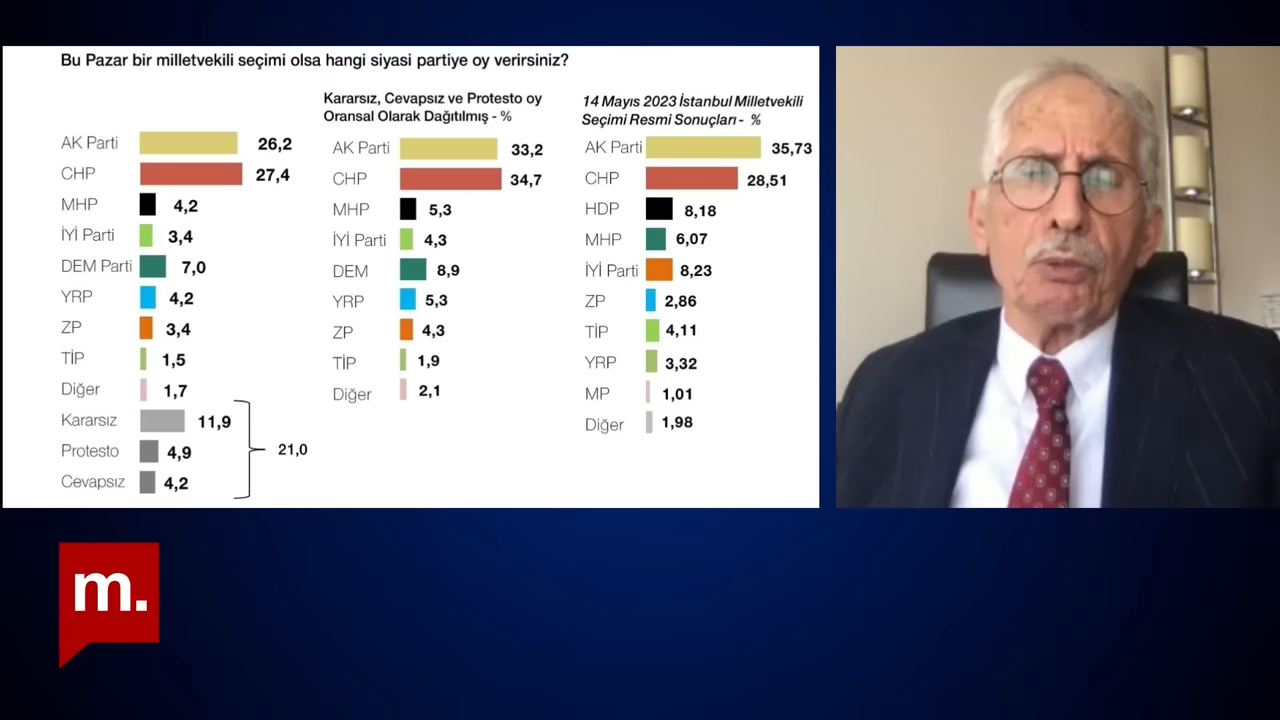 Bu Pazar bir milletvekili seçimi olsa hangi siyasi partiye oy verirsiniz?
AK Parti 26,2
CHP 27,4
MHP 4,2
İYİ Parti 3,4
DEM Parti 7,0
YRP 4,2
ZP 3,4
TİP 1,5
Diğer 1,7
Kararsız 11,9
Protesto 4,9
Cevapsız 4,2
21,0
Kararsız, Cevapsız ve Protesto oy
Oransal Olarak Dağıtılmış - %
AK Parti 33,2
CHP 34,7
MHP 5,3
İYİ Parti 4,3
DEM 8,9
YRP 5,3
ZP 4,3
TİP 1,9
Diğer 2,1
14 Mayıs 2023 İstanbul Milletvekili
Seçimi Resmi Sonuçları - %
AK Parti 35,73
CHP 28,51
HDP 8,18
MHP 6,07
İYİ Parti 8,23
ZP 2,86
TİP 4,11
YRP 3,32
MP 1,01
Diğer 1,98
m.